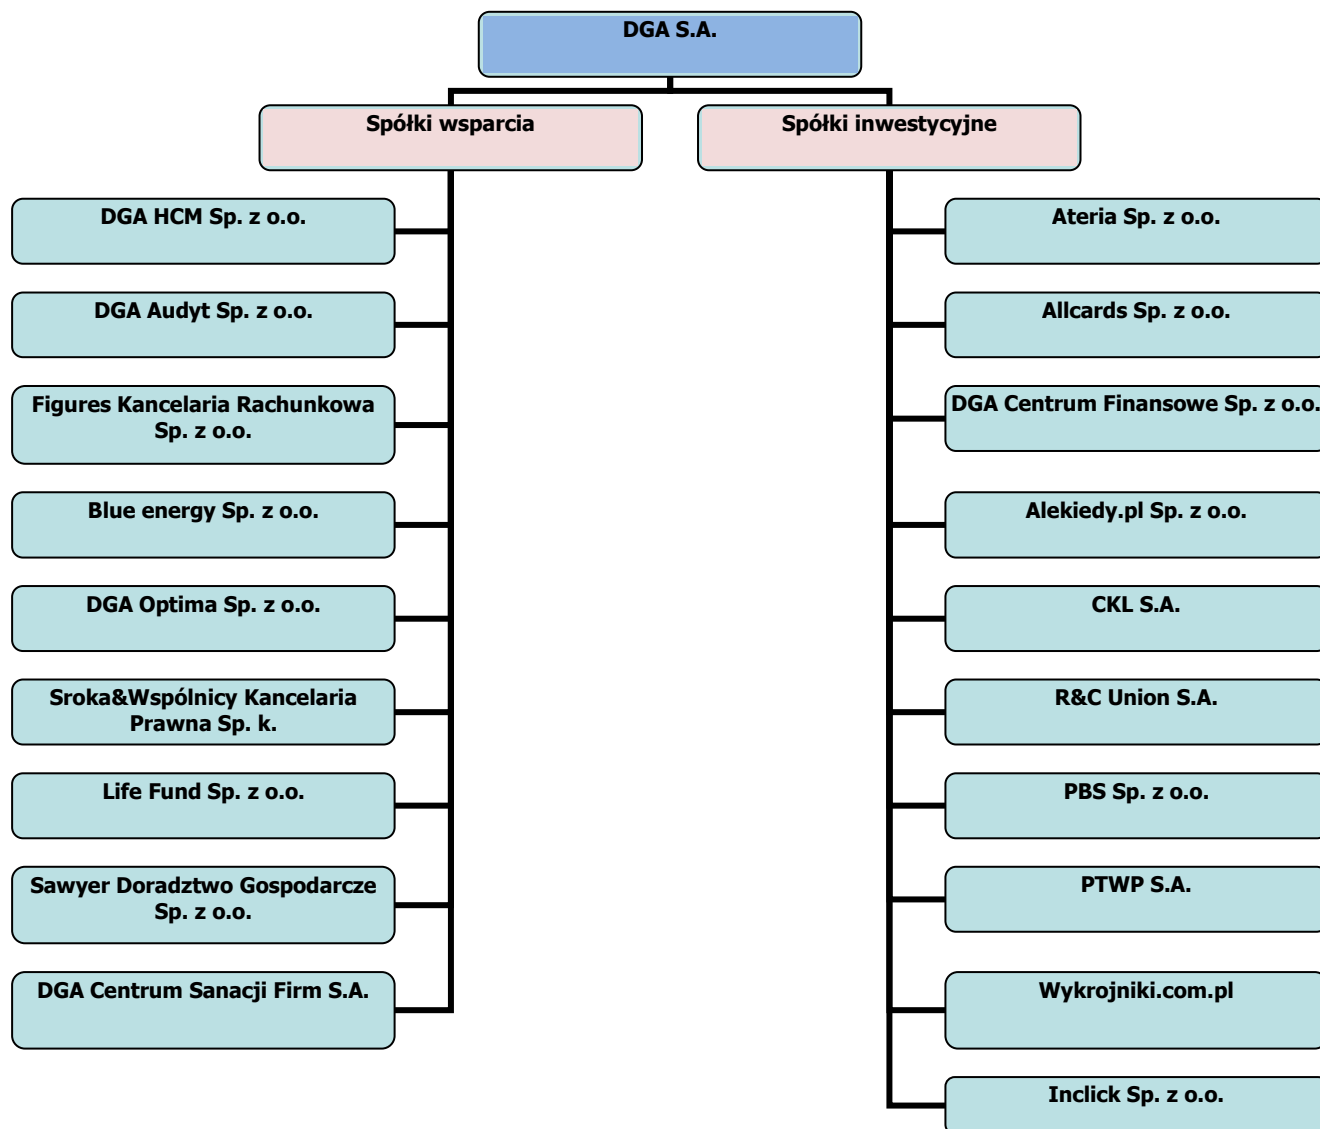 DGA S.A.
Spółki wsparcia
Spółki inwestycyjne
DGA HCM Sp. z o.o.
DGA Audyt Sp. z o.o.
Figures Kancelaria Rachunkowa
Sp. z o.o.
Blue energy Sp. z o.o.
DGA Optima Sp. z o.o.
Sroka&Wspólnicy Kancelaria
Prawna Sp. k.
Life Fund Sp. z o.o.
Sawyer Doradztwo Gospodarcze
Sp. z o.o.
DGA Centrum Sanacji Firm S.A.
Ateria Sp. z o.o.
Allcards Sp. z o.o.
DGA Centrum Finansowe Sp. z o.o.
Alekiedy.pl Sp. z o.o.
CKL S.A.
R&C Union S.A.
PBS Sp. z o.o.
PTWP S.A.
Wykrojniki.com.pl
Inclick Sp. z o.o.